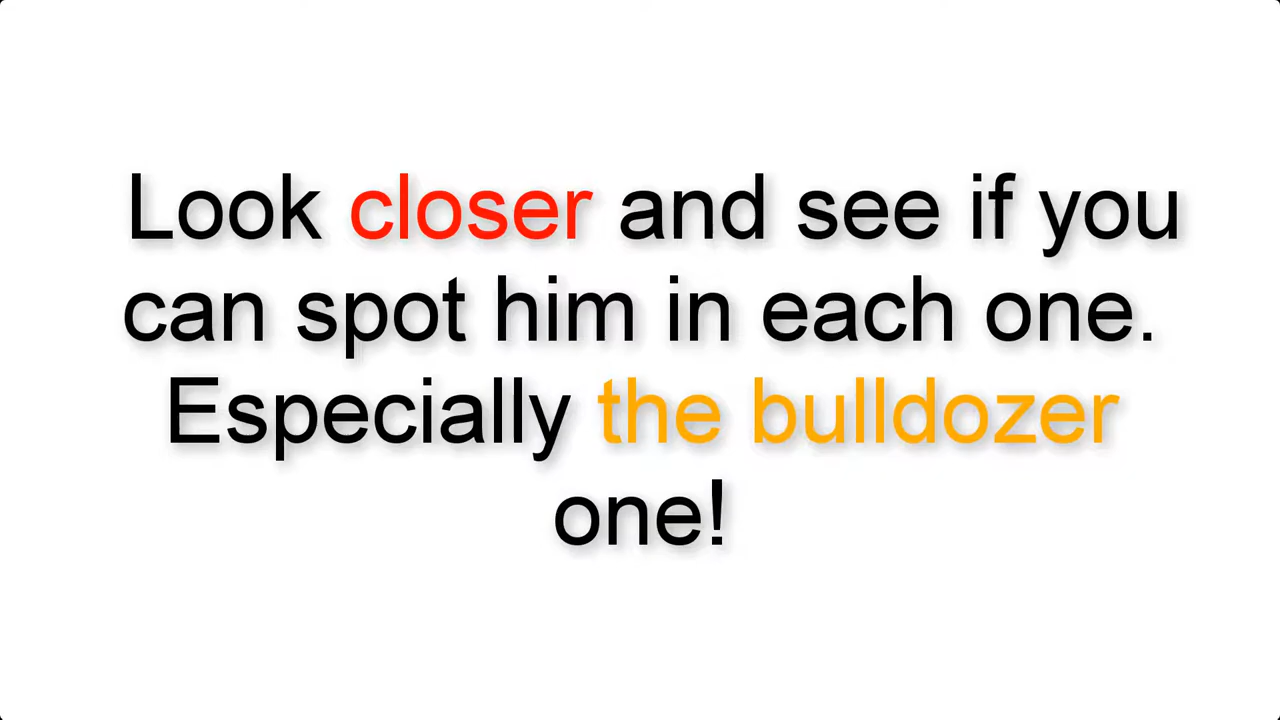 Look closer and see if you
can spot him in each one.
Especially the bulldozer
one!